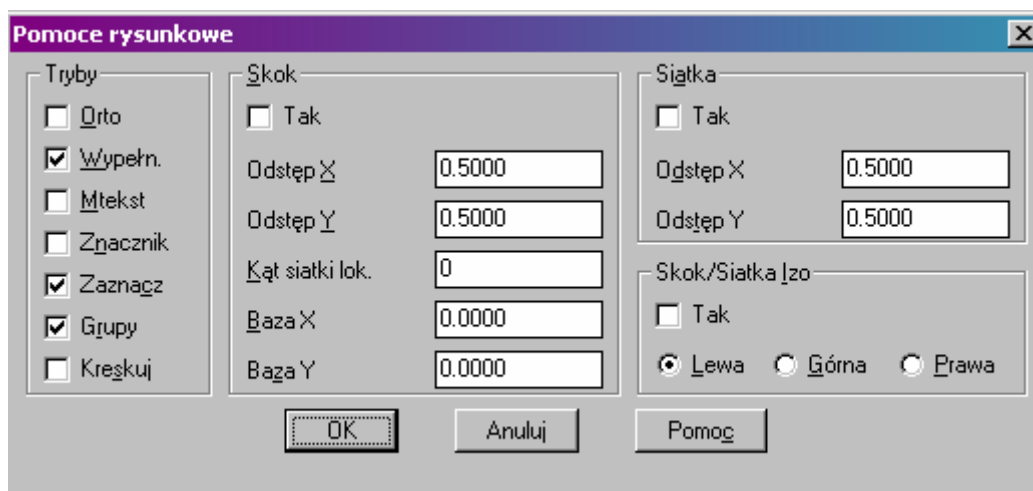 Pomoce rysunkowe
Tryby
Orto
Wypełn.
Mtekst
Znacznik
Zaznacz
Grupy
Kreskuj
Skok
Tak
Odstęp X 0.5000
Odstęp Y 0.5000
Kąt siatki lok. 0
Baza X 0.0000
Baza Y 0.0000
Siatka
Tak
Odstęp X 0.5000
Odstęp Y 0.5000
Skok/Siatka Izo
Tak
Lewa Górna Prawa
OK Anuluj Pomoc